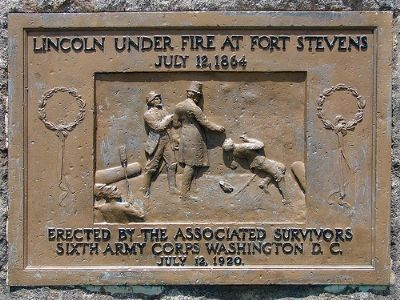 LINCOLN UNDER FIRE AT FORT STEVENS
JULY 12, 1864
ERECTED BY THE ASSOCIATED SURVIVORS
SIXTH ARMY CORPS WASHINGTON D. C.
JULY 12, 1920.